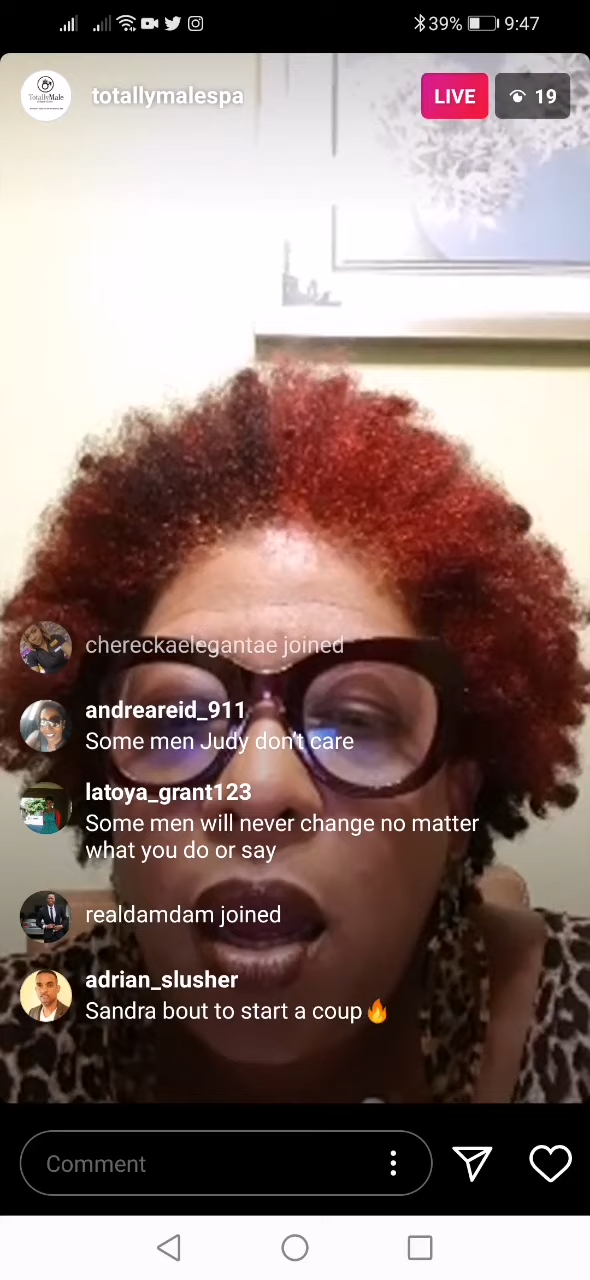 39% 9:47
TotallyMale
totallymalespa
LIVE
19
chereckaelegantae joined
andreareid_911
Some men Judy don't care
latoya_grant123
Some men will never change no matter
what you do or say
realdamdam joined
adrian_slusher
Sandra bout to start a coup🔥
Comment